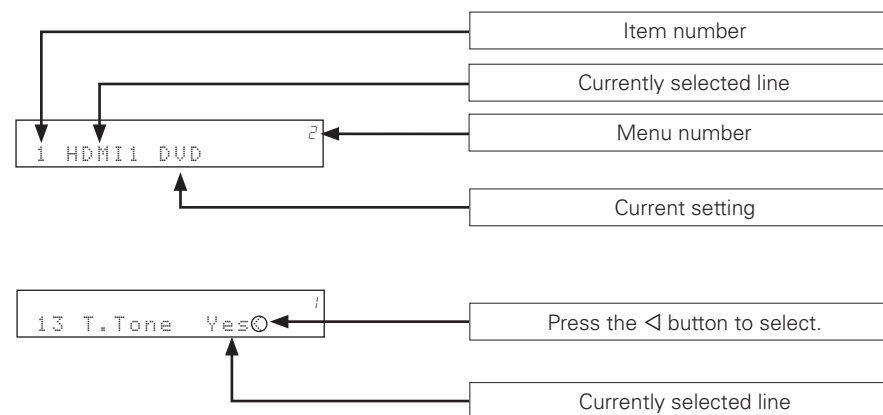 Item number
Currently selected line
Menu number
2
1 HDMI1 DVD
Current setting
1
13 T.Tone Yes
Press the ◁ button to select.
Currently selected line